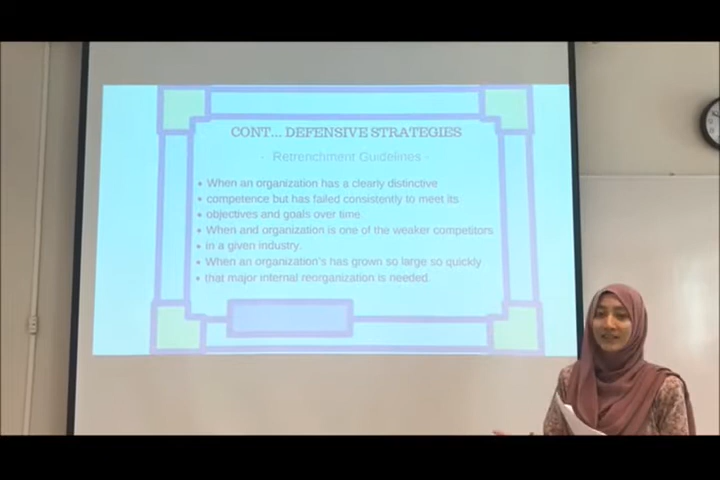 CONT... DEFENSIVE STRATEGIES
- Retrenchment Guidelines -
• When an organization has a clearly distinctive
• competence but has failed consistently to meet its
• objectives and goals over time.
• When and organization is one of the weaker competitors
• in a given industry.
• When an organization's has grown so large so quickly
• that major internal reorganization is needed.